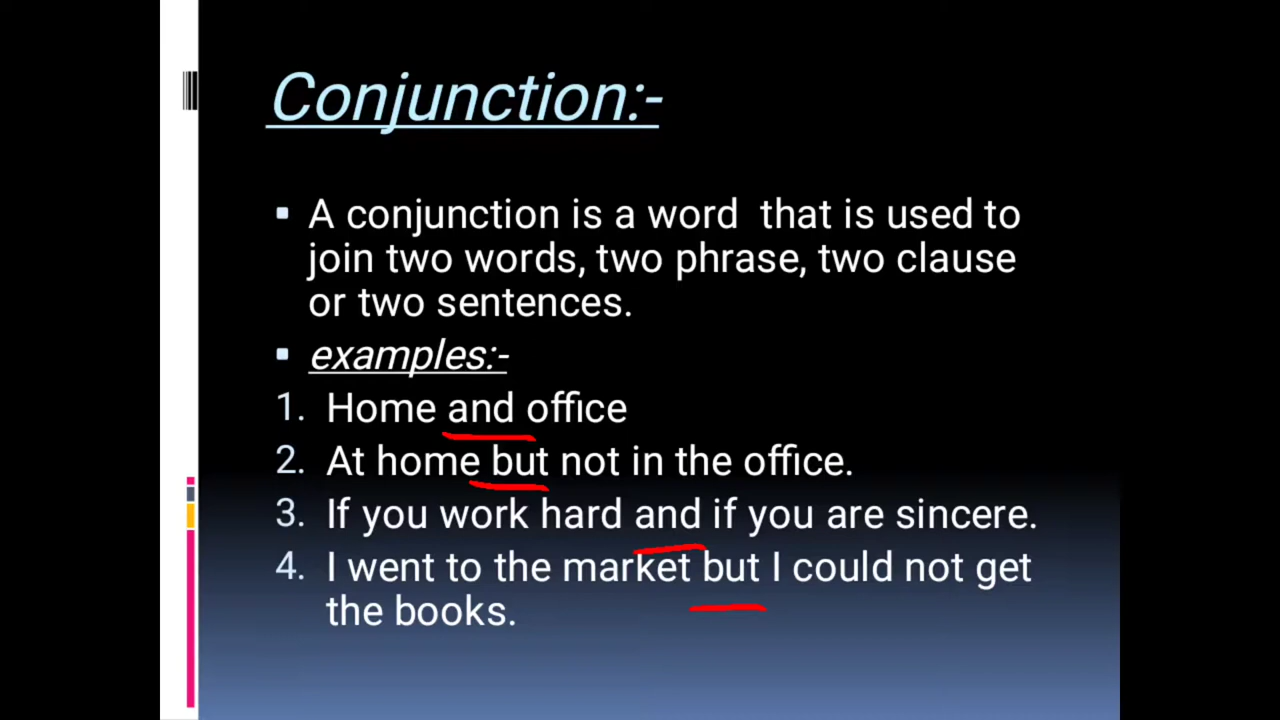 Conjunction:-
A conjunction is a word that is used to
join two words, two phrase, two clause
or two sentences.
examples:-
1. Home and office
2. At home but not in the office.
3. If you work hard and if you are sincere.
4. I went to the market but I could not get
the books.